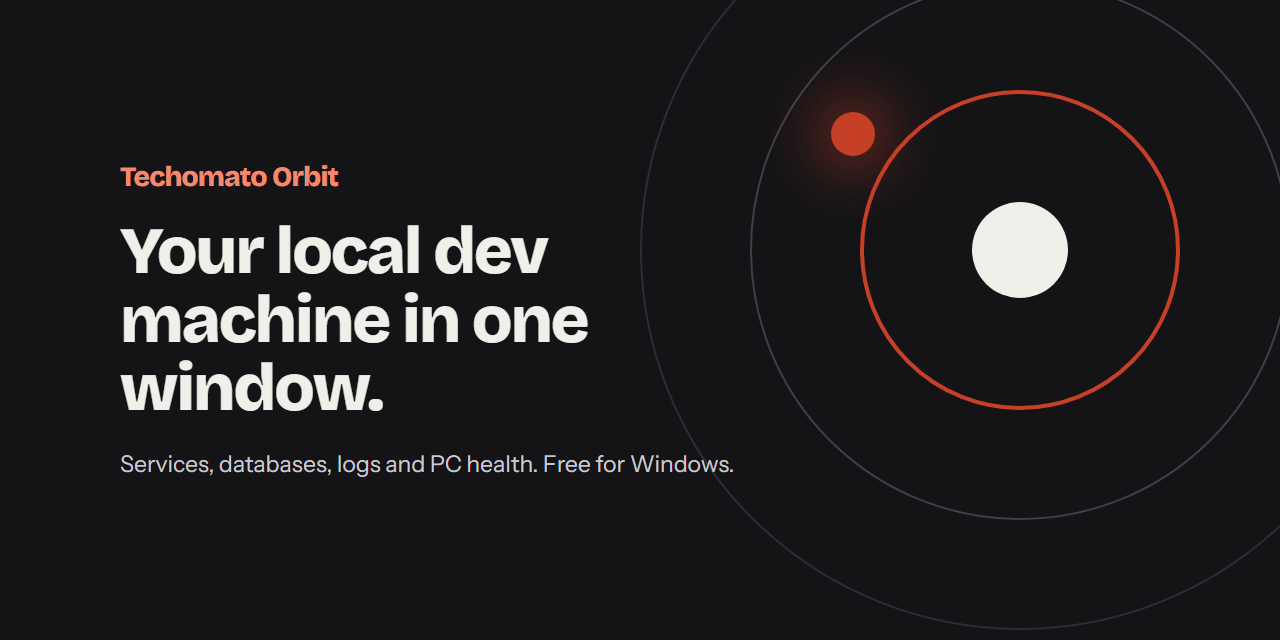 Techomato Orbit
Your local dev
machine in one
window.
Services, databases, logs and PC health. Free for Windows.